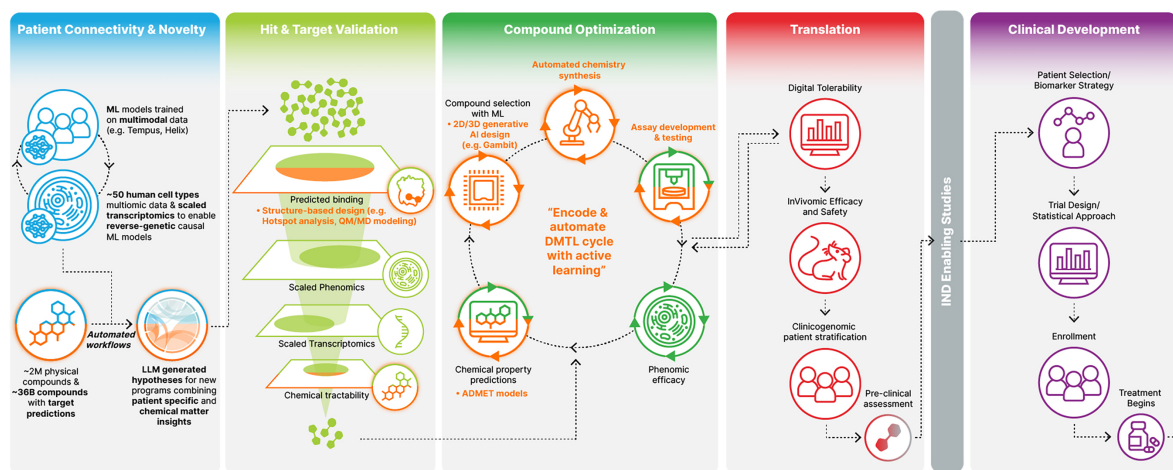 Patient Connectivity & Novelty
ML models trained
on multimodal data
(e.g. Tempus, Helix)
~50 human cell types
multiomic data & scaled
transcriptomics to enable
reverse-genetic causal
ML models
Automated
workflows
~2M physical
compounds &
~36B compounds
with target
predictions
LLM generated
hypotheses for new
programs combining
patient specific and
chemical matter
insights
Hit & Target Validation
Predicted binding
• Structure-based design (e.g.
Hotspot analysis, QM/MD modeling)
Scaled Phenomics
Scaled Transcriptomics
Chemical tractability
Compound Optimization
Automated chemistry
synthesis
Compound selection
with ML
• 2D/3D generative
AI design
(e.g. Gambit)
Assay development
& testing
"Encode &
automate
DMTL cycle
with active
learning"
Chemical property
predictions
• ADMET models
Phenomic
efficacy
Translation
Digital Tolerability
InVivomic Efficacy
and Safety
Clinicogenomic
patient stratification
Pre-clinical
assessment
IND Enabling Studies
Clinical Development
Patient Selection/
Biomarker Strategy
Trial Design/
Statistical Approach
Enrollment
Treatment
Begins